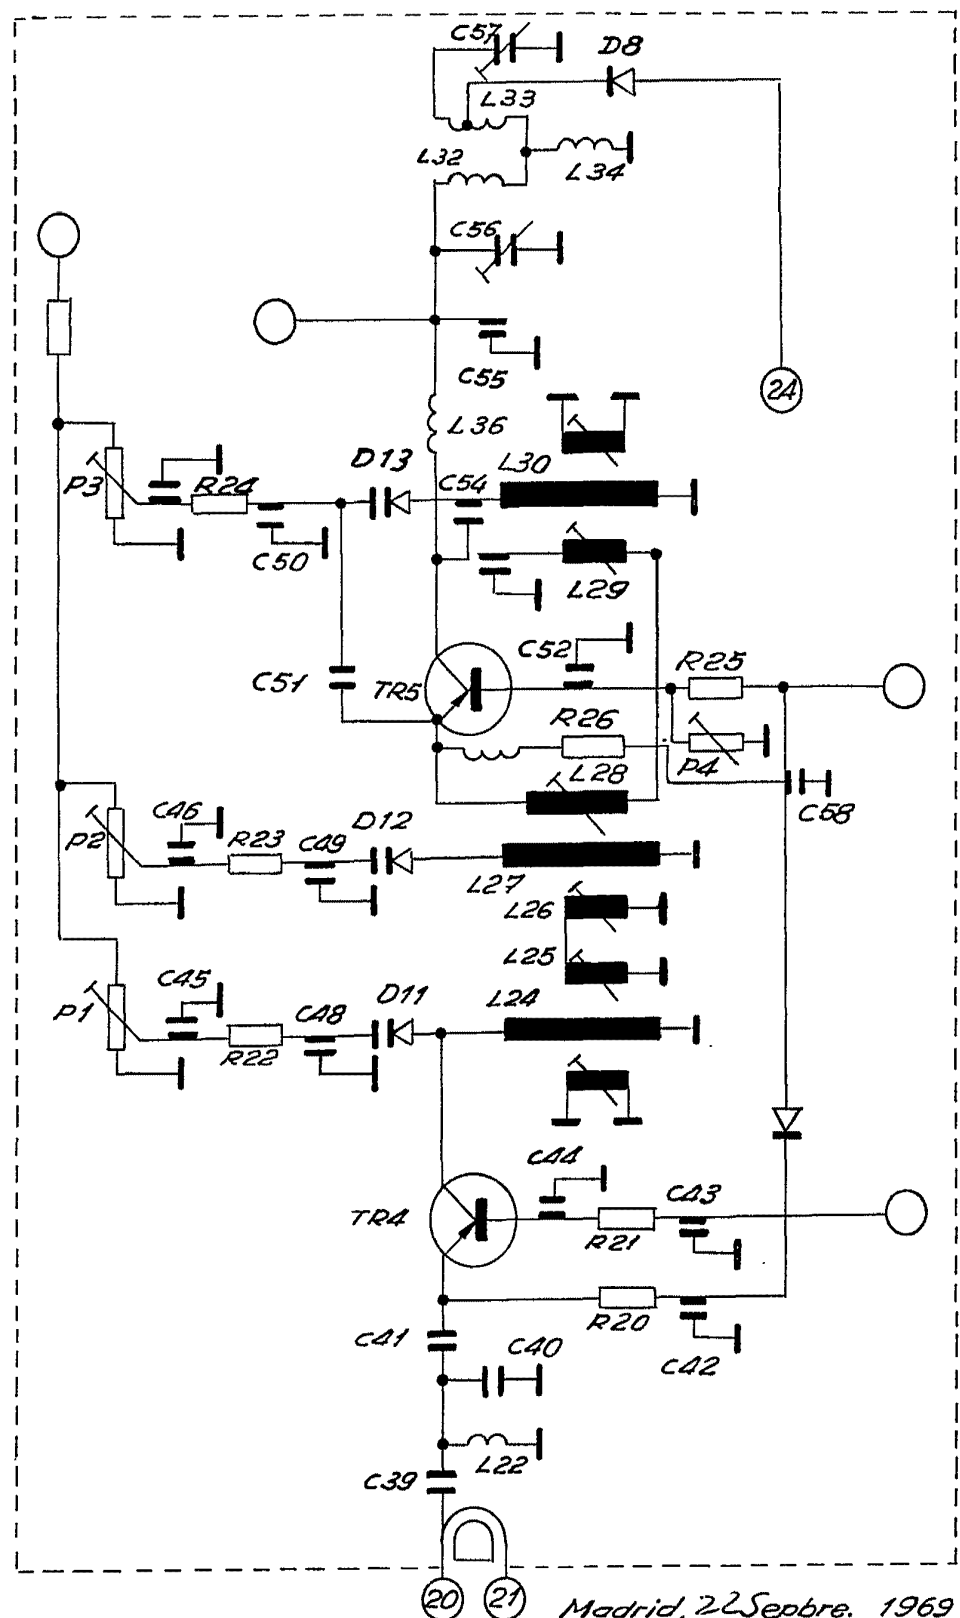 C57
D8
L33
L32
L34
C56
C55
24
L36
D13
L30
P3
R24
C54
C50
L29
C52
R25
C51
TR5
R26
P4
L28
C58
C46
D12
P2
R23
C49
L27
L26
L25
C45
D11
L24
P1
C48
R22
C44
C43
TR4
R21
R20
C41
C40
C42
L22
C39
20
21
Madrid, 22 Sepbre. 1969